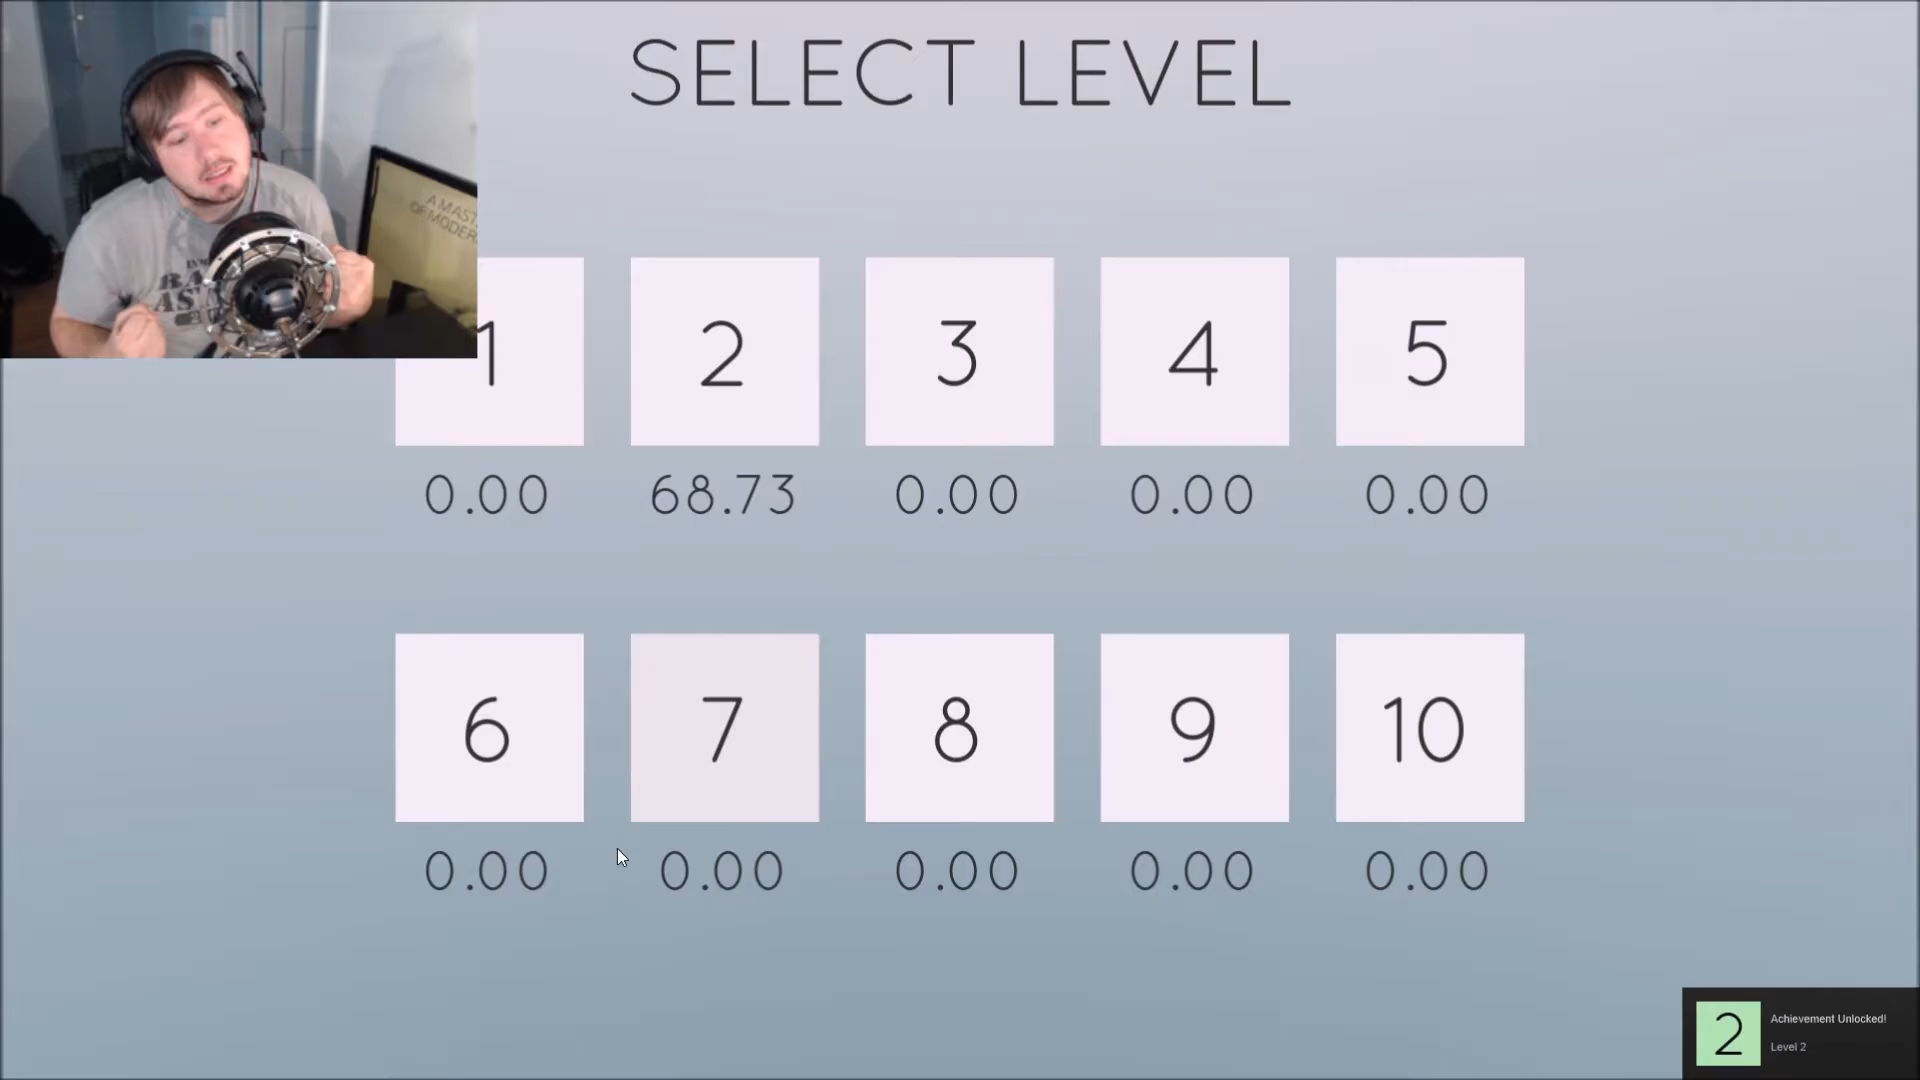 SELECT LEVEL
1 2 3 4 5
0.00 68.73 0.00 0.00 0.00
6 7 8 9 10
0.00 0.00 0.00 0.00 0.00
2
Achievement Unlocked!
Level 2